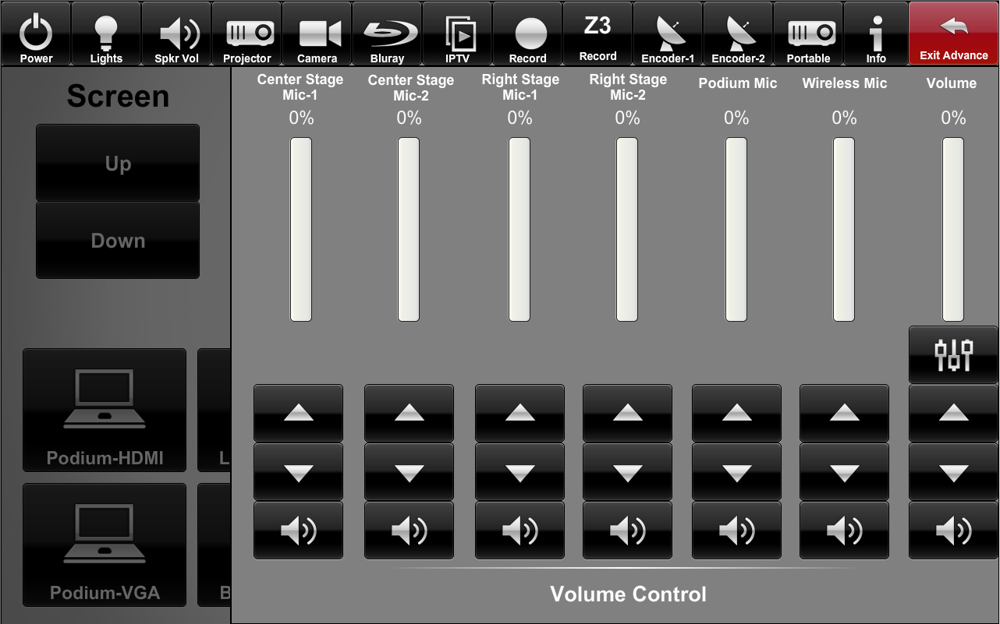 Power
Lights
Spkr Vol
Projector
Camera
Bluray
IPTV
Record
Z3
Record
Encoder-1
Encoder-2
Portable
Info
Exit Advance
Screen
Up
Down
Podium-HDMI
L
Podium-VGA
B
Center Stage
Mic-1
0%
Center Stage
Mic-2
0%
Right Stage
Mic-1
0%
Right Stage
Mic-2
0%
Podium Mic
0%
Wireless Mic
0%
Volume
0%
Volume Control